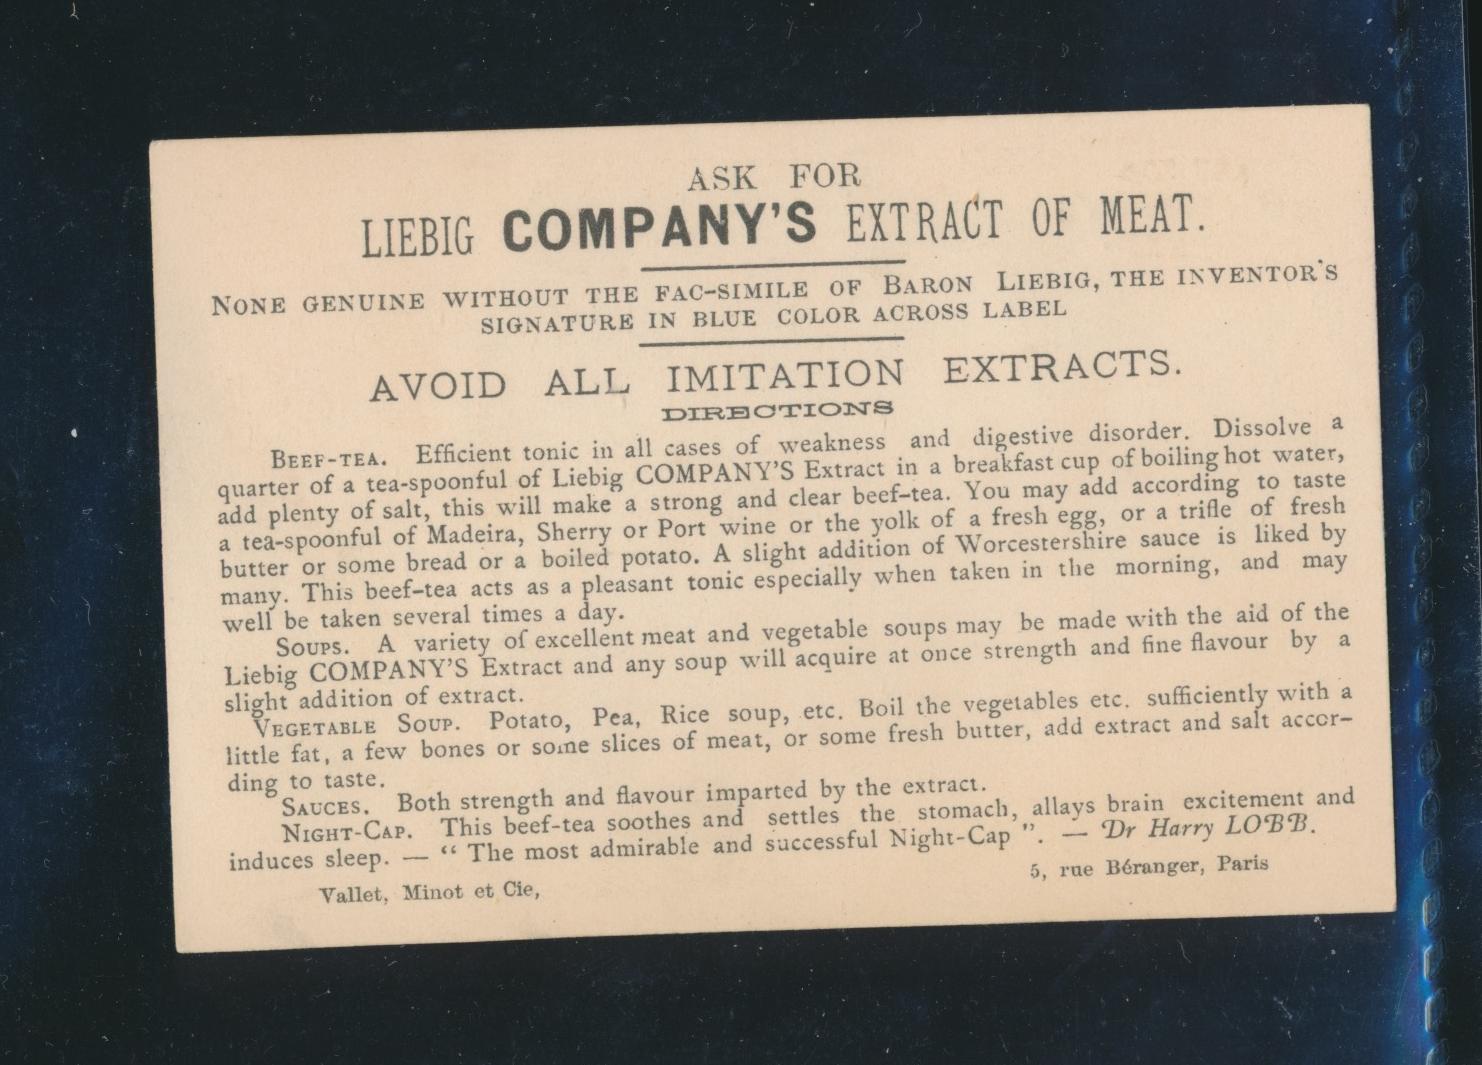 ASK FOR
LIEBIG COMPANY'S EXTRACT OF MEAT.
NONE GENUINE WITHOUT THE FAC-SIMILE OF BARON LIEBIG, THE INVENTOR'S
SIGNATURE IN BLUE COLOR ACROSS LABEL
AVOID ALL IMITATION EXTRACTS.
DIRECTIONS
BEEF-TEA. Efficient tonic in all cases of weakness and digestive disorder. Dissolve a
quarter of a tea-spoonful of Liebig COMPANY'S Extract in a breakfast cup of boiling hot water,
add plenty of salt, this will make a strong and clear beef-tea. You may add according to taste
a tea-spoonful of Madeira, Sherry or Port wine or the yolk of a fresh egg, or a trifle of fresh
butter or some bread or a boiled potato. A slight addition of Worcestershire sauce is liked by
many. This beef-tea acts as a pleasant tonic especially when taken in the morning, and may
well be taken several times a day.
SOUPS. A variety of excellent meat and vegetable soups may be made with the aid of the
Liebig COMPANY'S Extract and any soup will acquire at once strength and fine flavour by a
slight addition of extract.
VEGETABLE SOUP. Potato, Pea, Rice soup, etc. Boil the vegetables etc. sufficiently with a
little fat, a few bones or some slices of meat, or some fresh butter, add extract and salt accor-
ding to taste.
SAUCES. Both strength and flavour imparted by the extract.
NIGHT-CAP. This beef-tea soothes and settles the stomach, allays brain excitement and
induces sleep. — “ The most admirable and successful Night-Cap ”. — Dr Harry LOBB.
Vallet, Minot et Cie, 5, rue Béranger, Paris